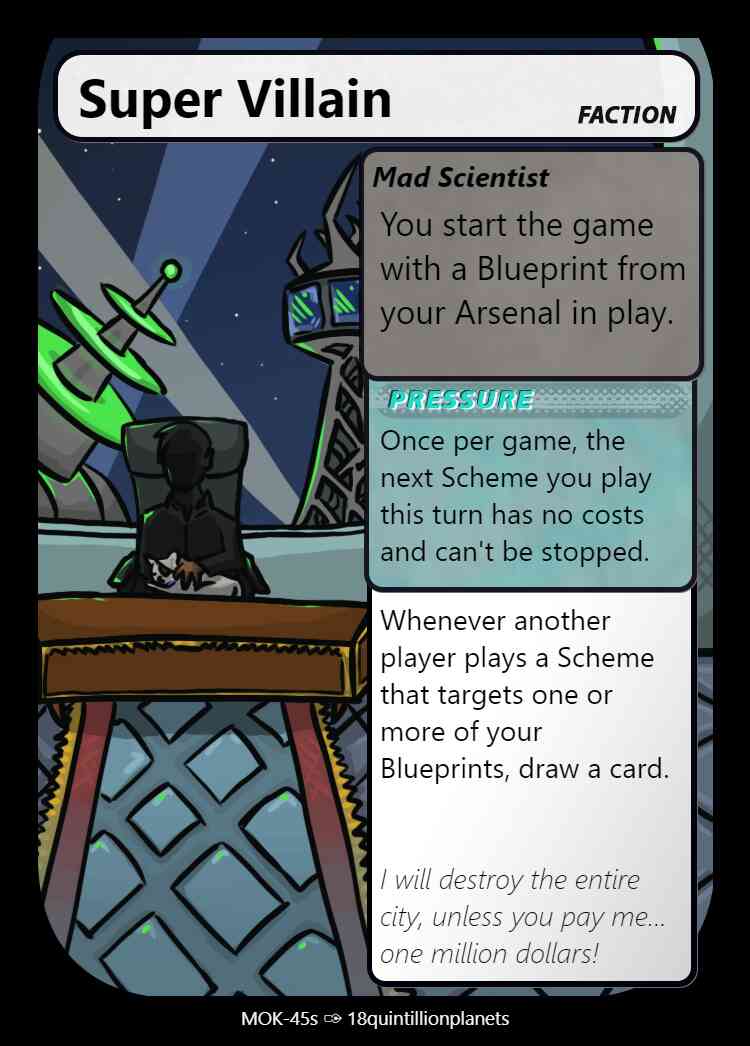 Super Villain
FACTION
Mad Scientist
You start the game
with a Blueprint from
your Arsenal in play.
PRESSURE
Once per game, the
next Scheme you play
this turn has no costs
and can't be stopped.
Whenever another
player plays a Scheme
that targets one or
more of your
Blueprints, draw a card.
I will destroy the entire
city, unless you pay me...
one million dollars!
MOK-45s ➩ 18quintillionplanets